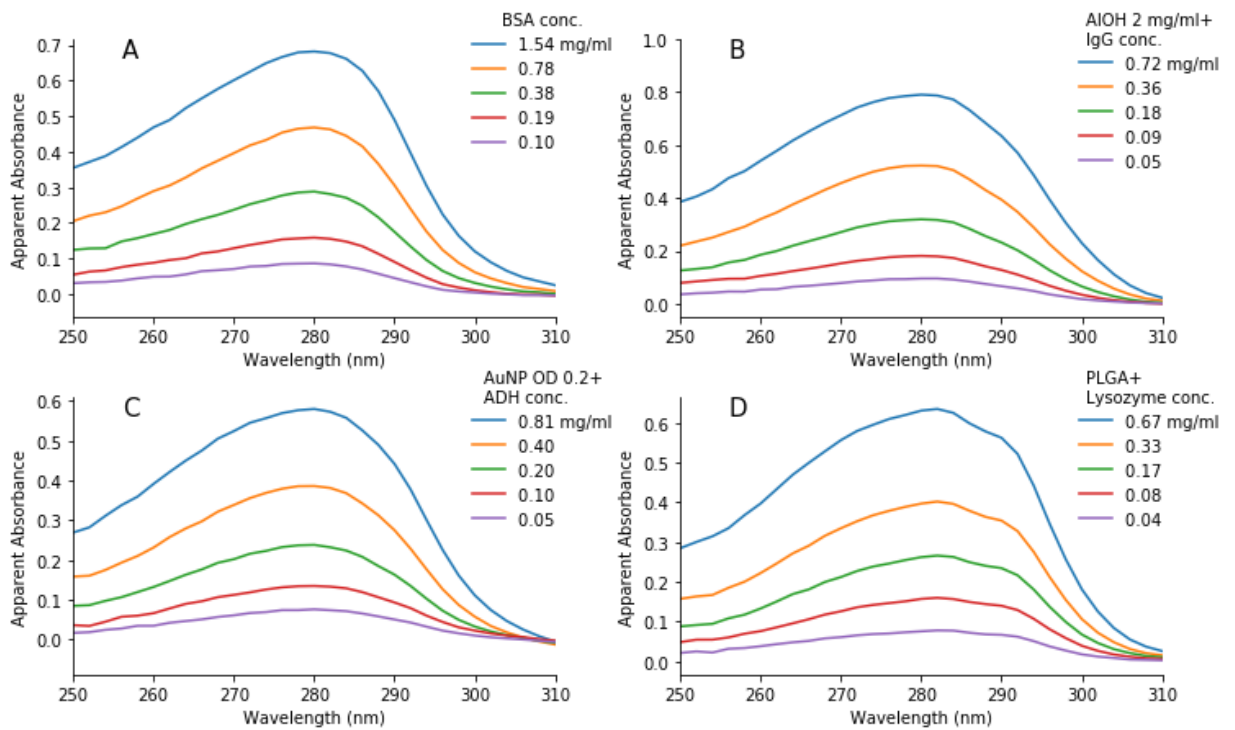 BSA conc.
1.54 mg/ml
0.78
0.38
0.19
0.10
A
0.7
0.6
0.5
0.4
0.3
0.2
0.1
0.0
Apparent Absorbance
250 260 270 280 290 300 310
Wavelength (nm)
AlOH 2 mg/ml+
IgG conc.
0.72 mg/ml
0.36
0.18
0.09
0.05
B
1.0
0.8
0.6
0.4
0.2
0.0
Apparent Absorbance
250 260 270 280 290 300 310
Wavelength (nm)
AuNP OD 0.2+
ADH conc.
0.81 mg/ml
0.40
0.20
0.10
0.05
C
0.6
0.5
0.4
0.3
0.2
0.1
0.0
Apparent Absorbance
250 260 270 280 290 300 310
Wavelength (nm)
PLGA+
Lysozyme conc.
0.67 mg/ml
0.33
0.17
0.08
0.04
D
0.6
0.5
0.4
0.3
0.2
0.1
0.0
Apparent Absorbance
250 260 270 280 290 300 310
Wavelength (nm)